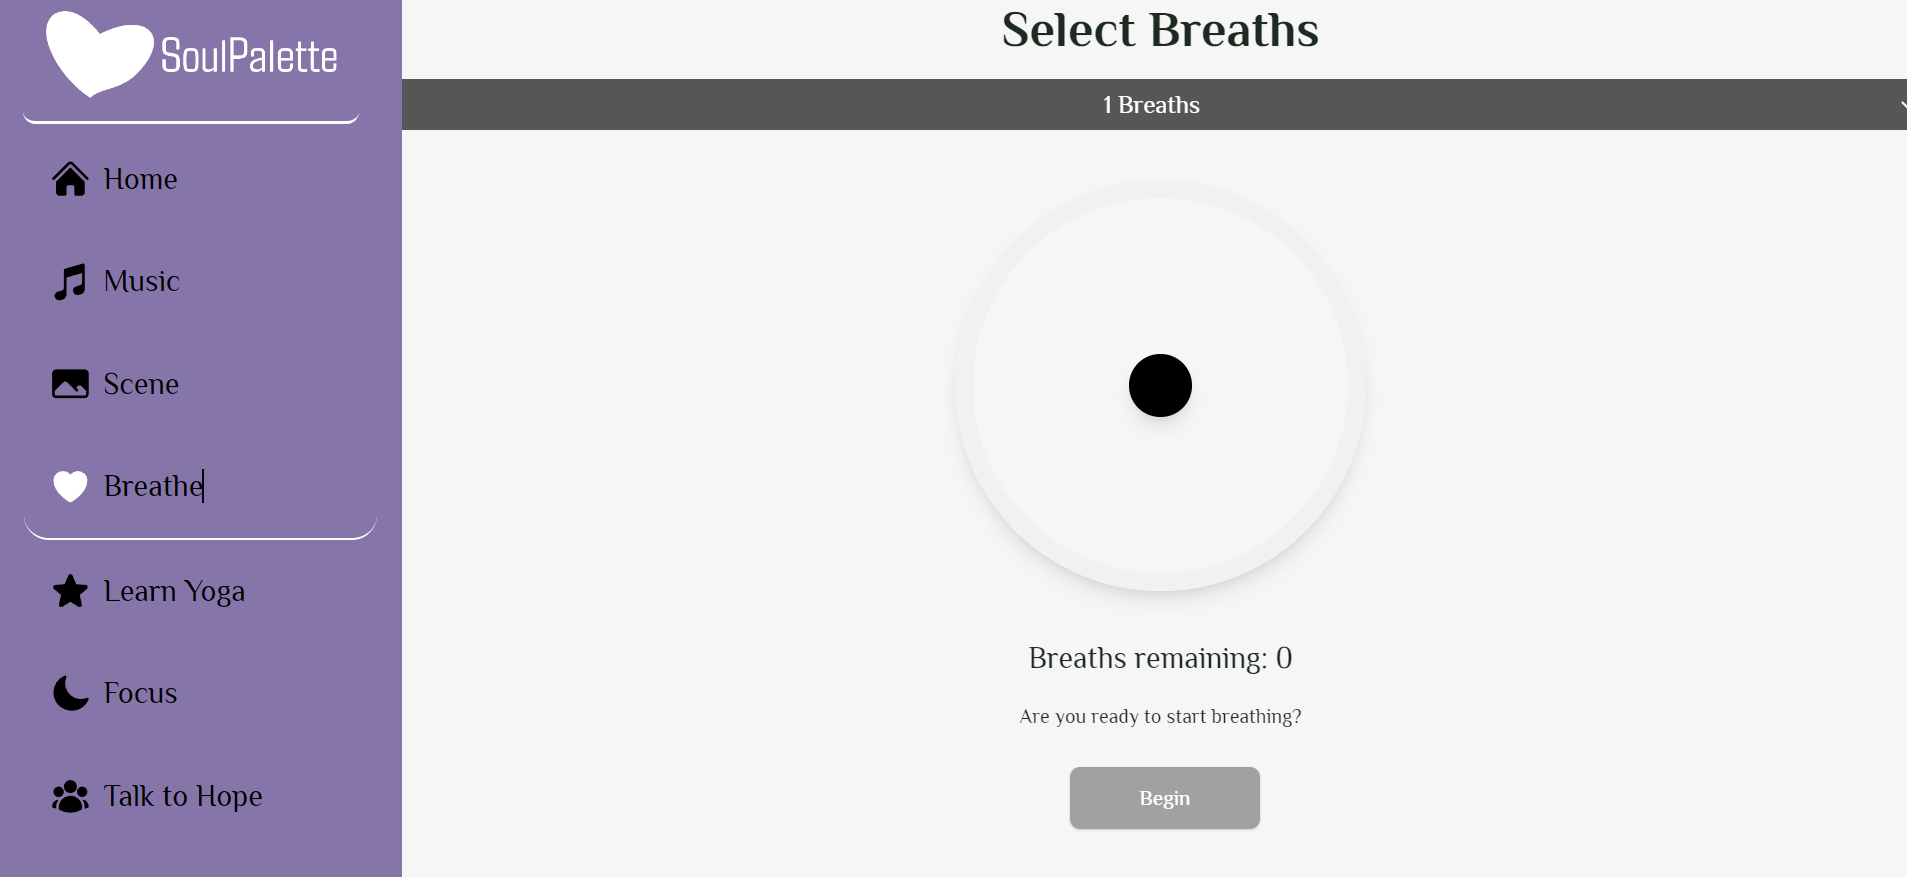 SoulPalette
Home
Music
Scene
Breathe
Learn Yoga
Focus
Talk to Hope
Select Breaths
1 Breaths
Breaths remaining: 0
Are you ready to start breathing?
Begin